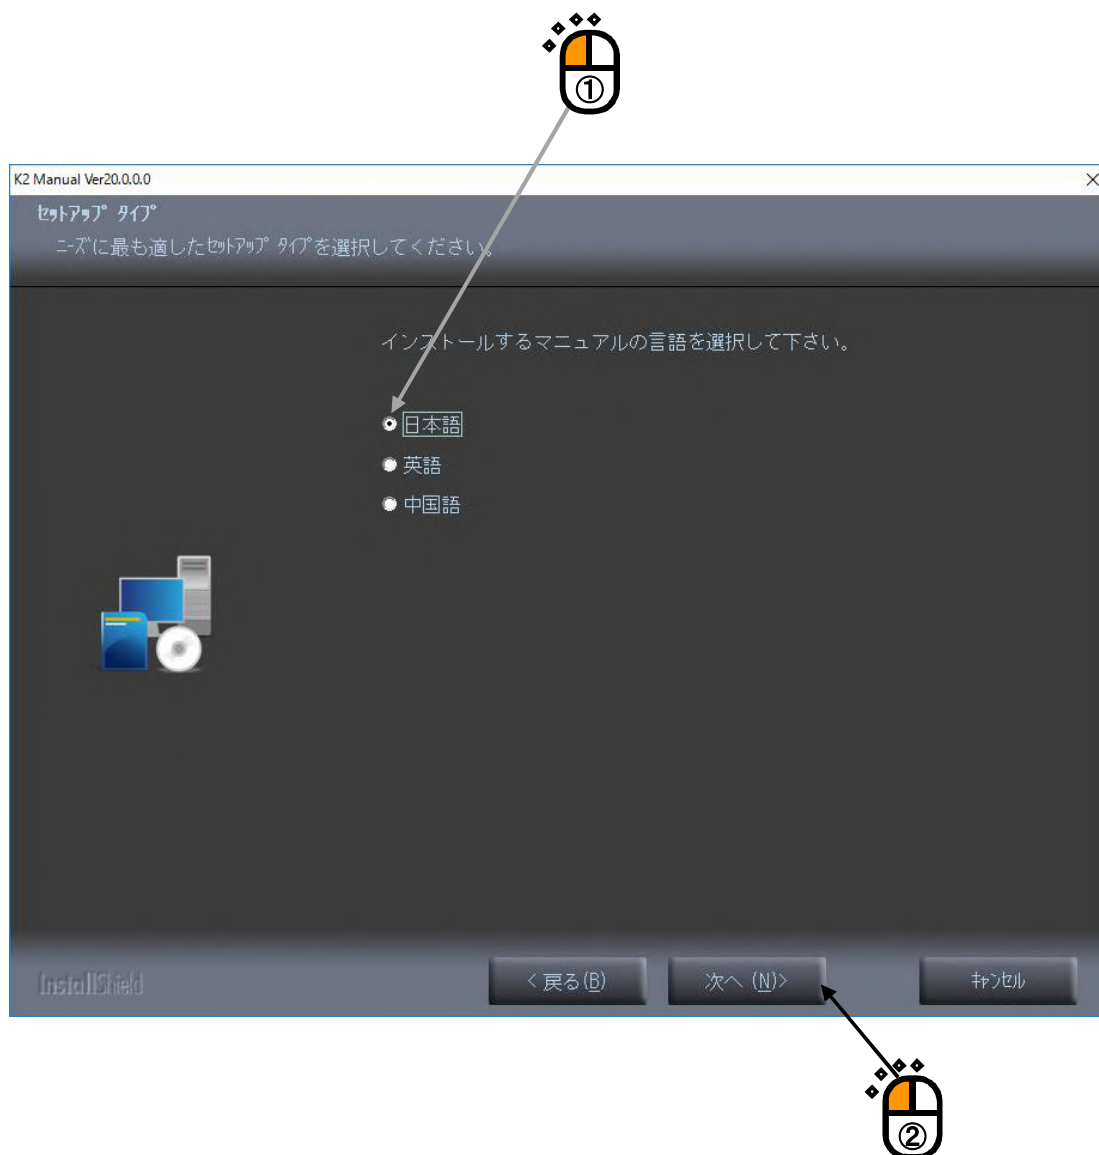 ①
K2 Manual Ver20.0.0.0
ｾｯﾄｱｯﾌﾟ ﾀｲﾌﾟ
ﾆｰｽﾞに最も適したｾｯﾄｱｯﾌﾟ ﾀｲﾌﾟを選択してください。
インストールするマニュアルの言語を選択して下さい。
日本語
英語
中国語
InstallShield
< 戻る(B)
次へ (N)>
ｷｬﾝｾﾙ
②